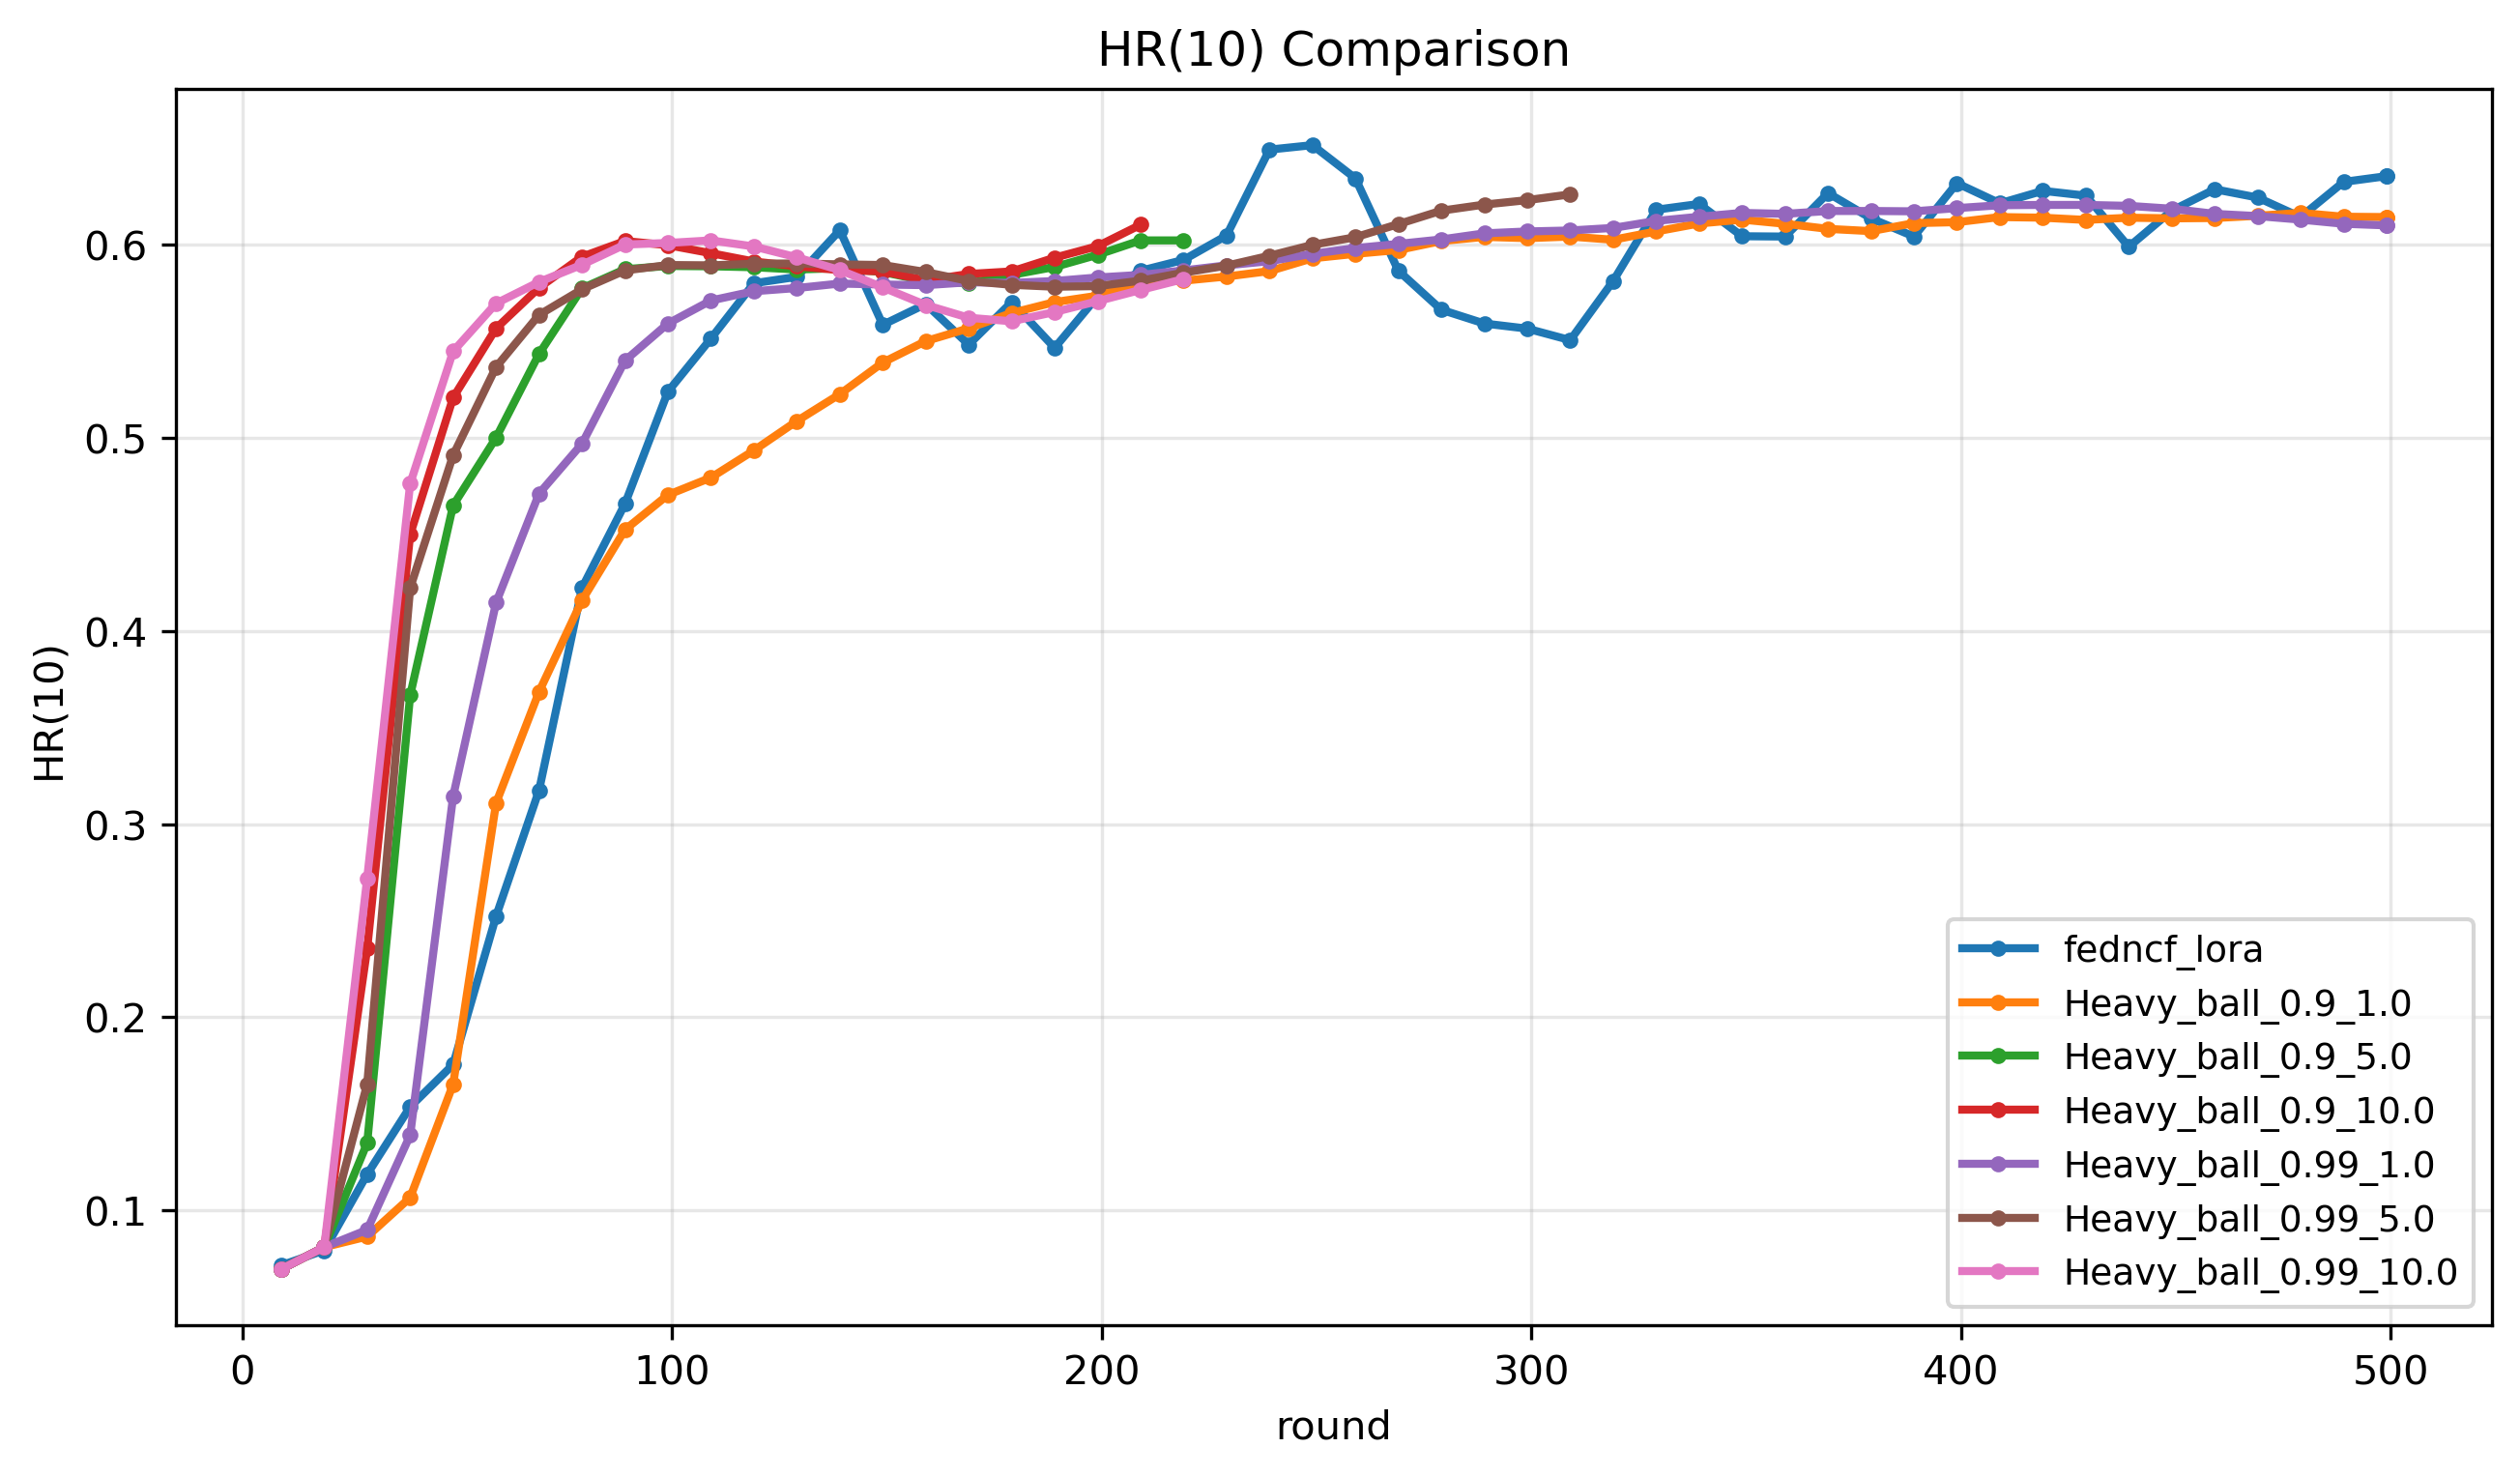 HR(10) Comparison
HR(10)
0.6
0.5
0.4
0.3
0.2
0.1
0
100
200
300
400
500
round
fedncf_lora
Heavy_ball_0.9_1.0
Heavy_ball_0.9_5.0
Heavy_ball_0.9_10.0
Heavy_ball_0.99_1.0
Heavy_ball_0.99_5.0
Heavy_ball_0.99_10.0